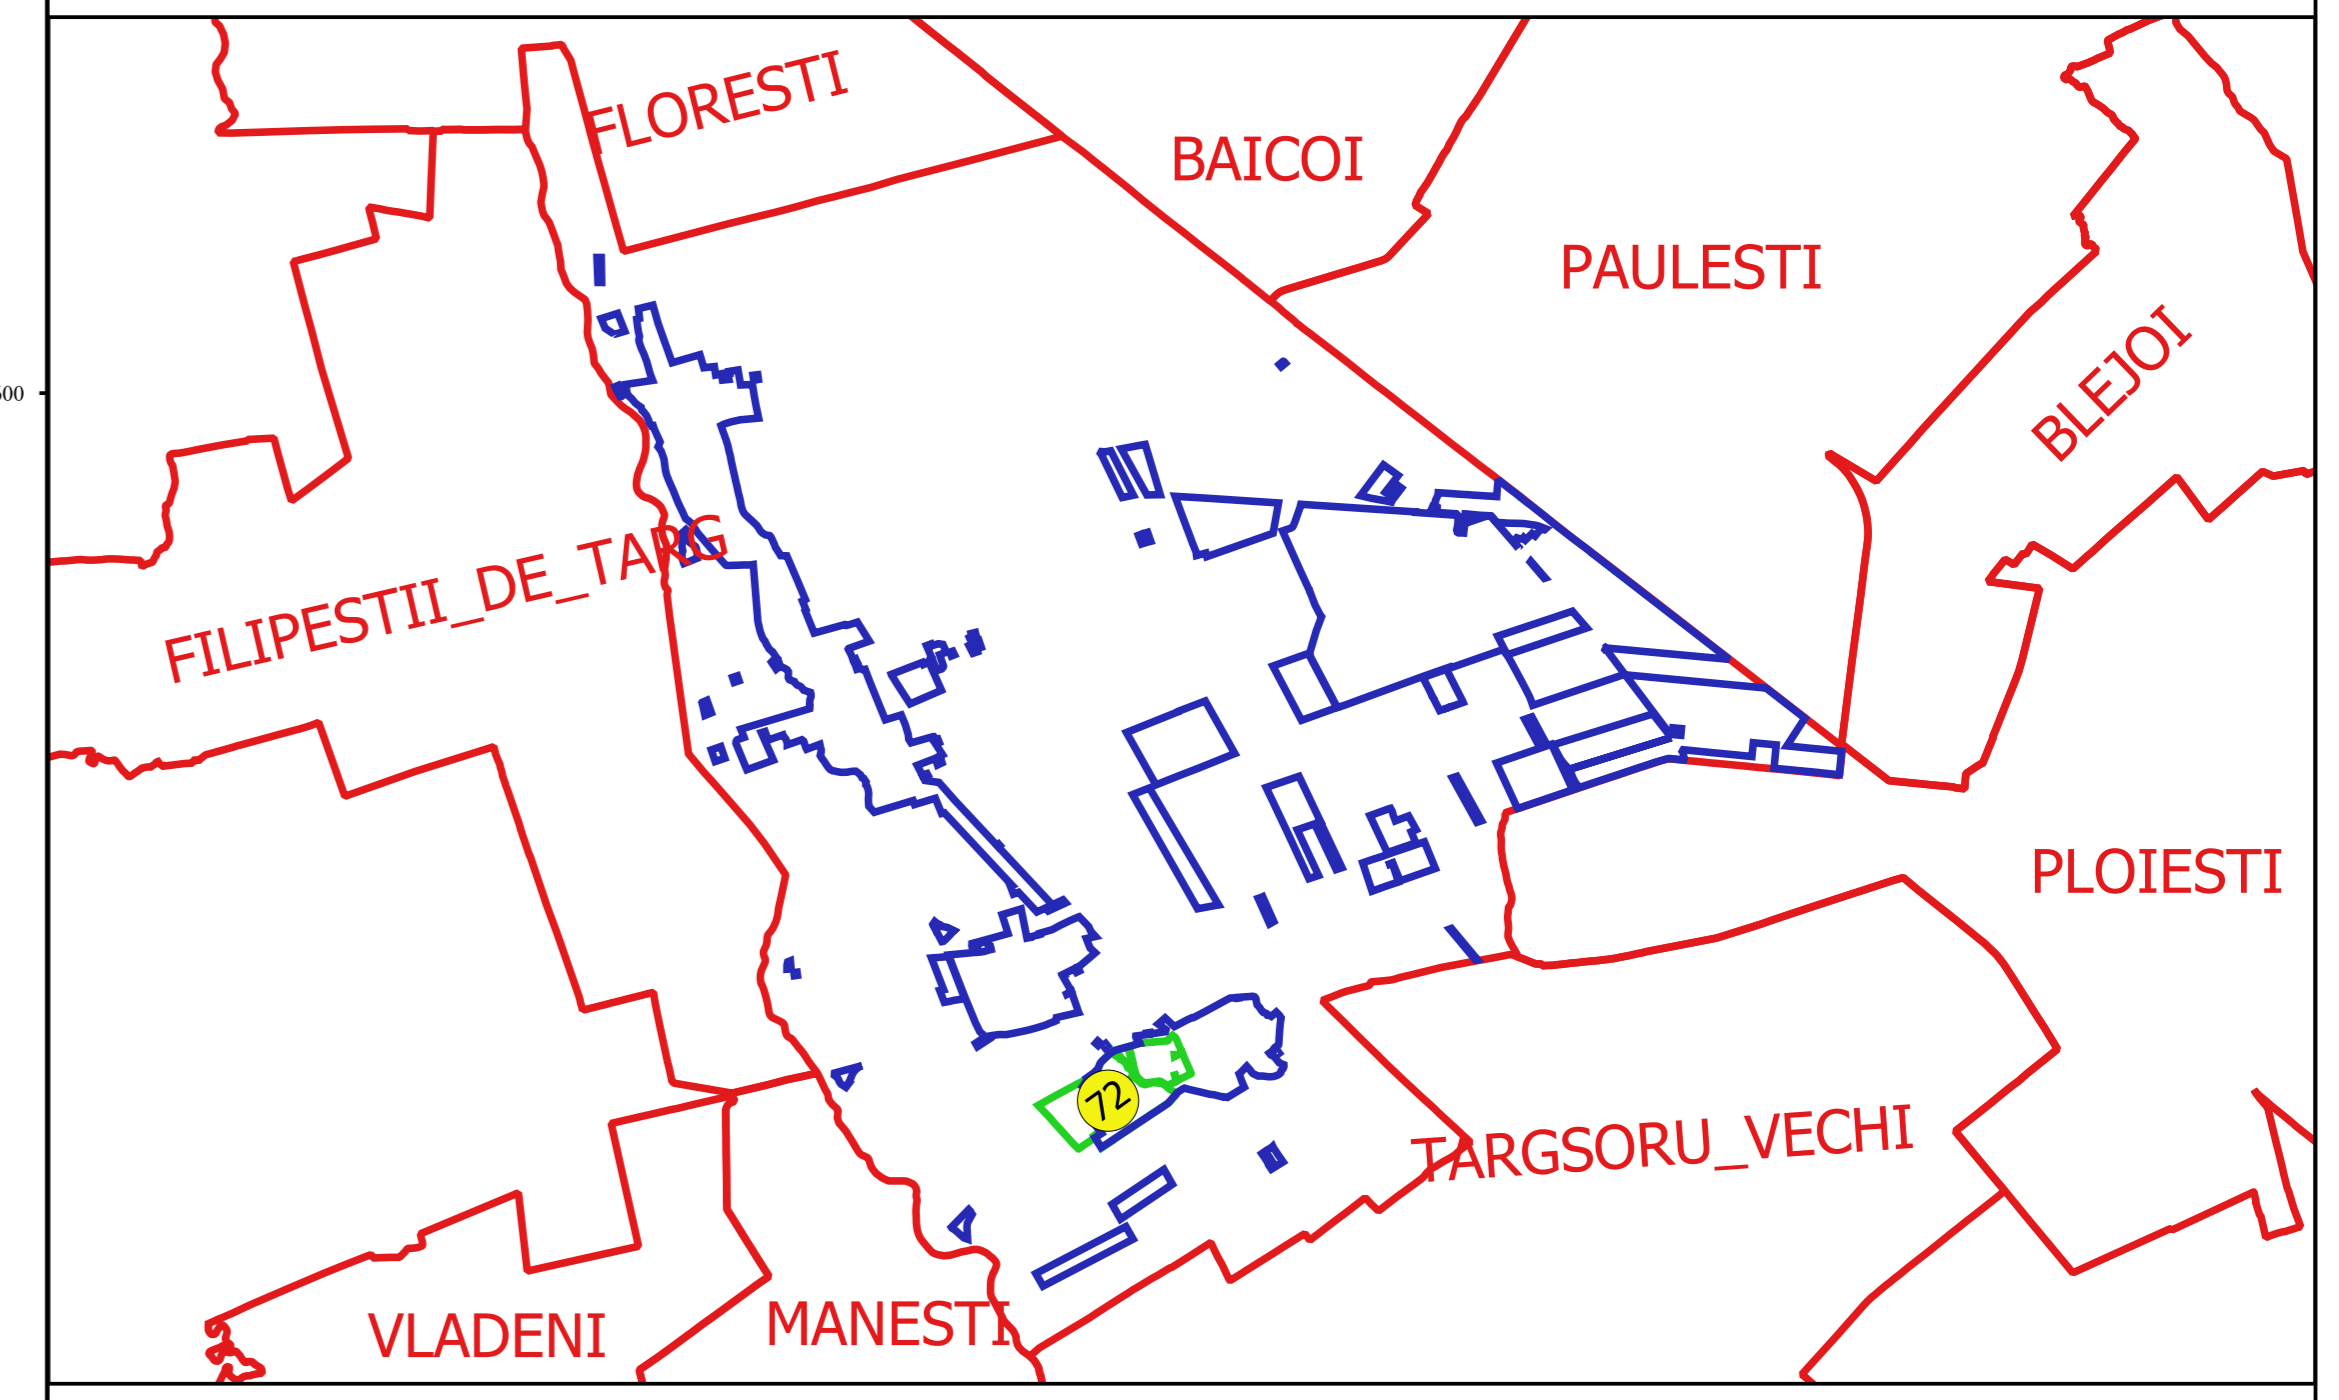 FLORESTI
BAICOI
PAULESTI
BLEJOI
FILIPESTII_DE_TARG
PLOIESTI
72
TARGSORU_VECHI
VLADENI
MANESTI